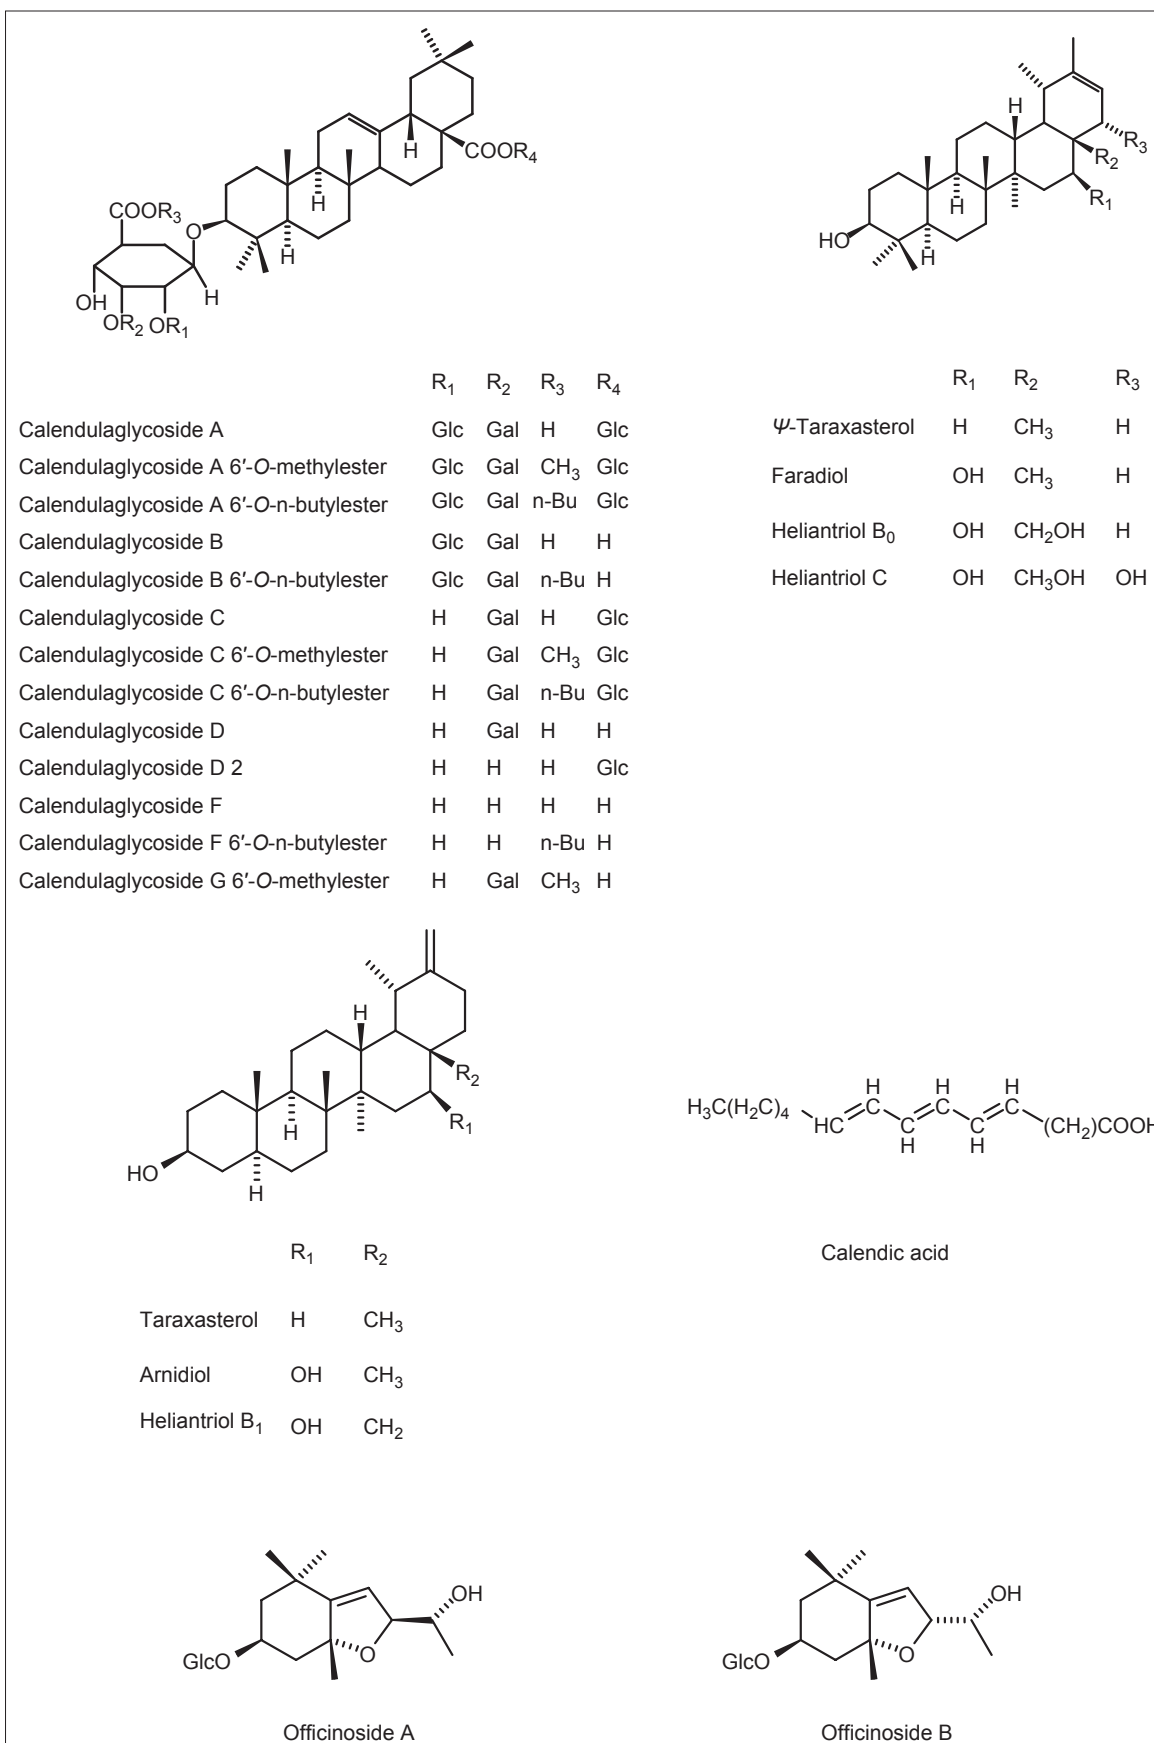 COOR₄
COOR₃
O
H
H
H
OH
OR₂
OR₁
H
H
R₃
R₂
R₁
H
HO
H
R₁ R₂ R₃ R₄
Calendulaglycoside A Glc Gal H Glc
Calendulaglycoside A 6′-O-methylester Glc Gal CH₃ Glc
Calendulaglycoside A 6′-O-n-butylester Glc Gal n-Bu Glc
Calendulaglycoside B Glc Gal H H
Calendulaglycoside B 6′-O-n-butylester Glc Gal n-Bu H
Calendulaglycoside C H Gal H Glc
Calendulaglycoside C 6′-O-methylester H Gal CH₃ Glc
Calendulaglycoside C 6′-O-n-butylester H Gal n-Bu Glc
Calendulaglycoside D H Gal H H
Calendulaglycoside D 2 H H H Glc
Calendulaglycoside F H H H H
Calendulaglycoside F 6′-O-n-butylester H H n-Bu H
Calendulaglycoside G 6′-O-methylester H Gal CH₃ H
R₁ R₂ R₃
Ψ-Taraxasterol H CH₃ H
Faradiol OH CH₃ H
Heliantriol B₀ OH CH₂OH H
Heliantriol C OH CH₃OH OH
H
R₂
R₁
H
HO
H
R₁ R₂
Taraxasterol H CH₃
Arnidiol OH CH₃
Heliantriol B₁ OH CH₂
H H H
H₃C(H₂C)₄ HC C C (CH₂)COOH
H H
Calendic acid
OH
O
GlcO
Officinoside A
OH
O
GlcO
Officinoside B